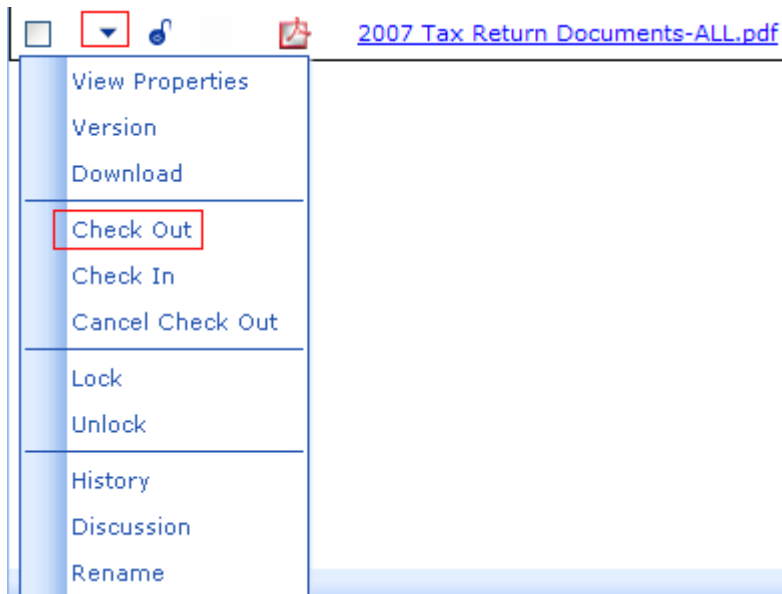 2007 Tax Return Documents-ALL.pdf
View Properties
Version
Download
Check Out
Check In
Cancel Check Out
Lock
Unlock
History
Discussion
Rename